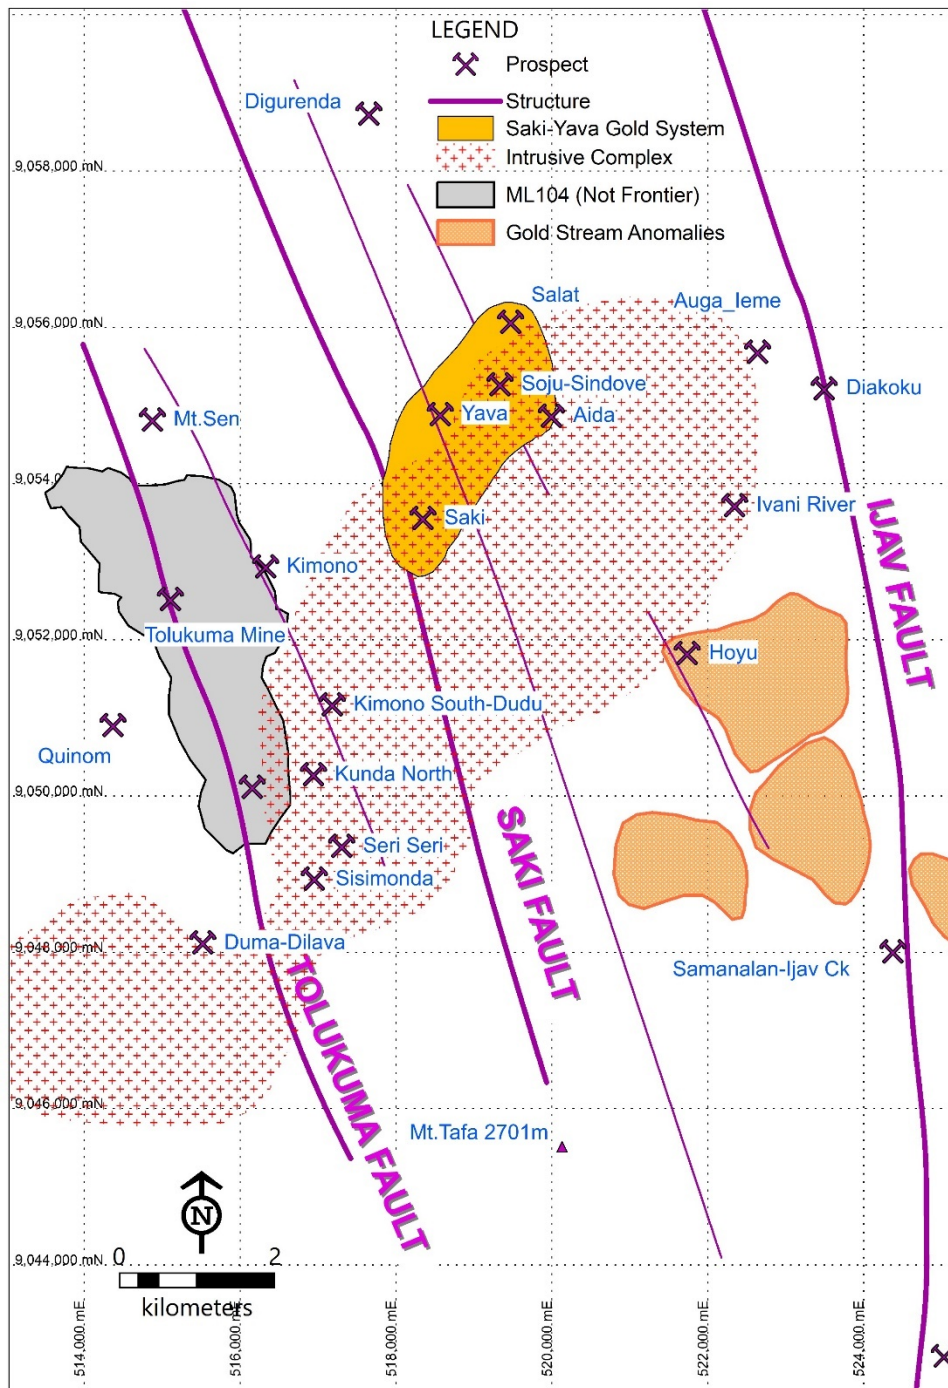 LEGEND
Prospect
Structure
Saki-Yava Gold System
Intrusive Complex
ML104 (Not Frontier)
Gold Stream Anomalies
Digurenda
9,058,000 mN
Salat
Auga_Ieme
9,056,000 mN
Soju-Sindove
Diakoku
Yava
Aida
Mt.Sen
9,054,000 mN
Saki
Ivani River
IJAV FAULT
Kimono
Tolukuma Mine
9,052,000 mN
Hoyu
Kimono South-Dudu
Quinom
Kunda North
9,050,000 mN
SAKI FAULT
Seri Seri
Sisimonda
Duma-Dilava
9,048,000 mN
Samanalan-Ijav Ck
TOLUKUMA FAULT
9,046,000 mN
Mt.Tafa 2701m
N
9,044,000 mN
0 2
kilometers
514,000 mE
516,000 mE
518,000 mE
520,000 mE
522,000 mE
524,000 mE